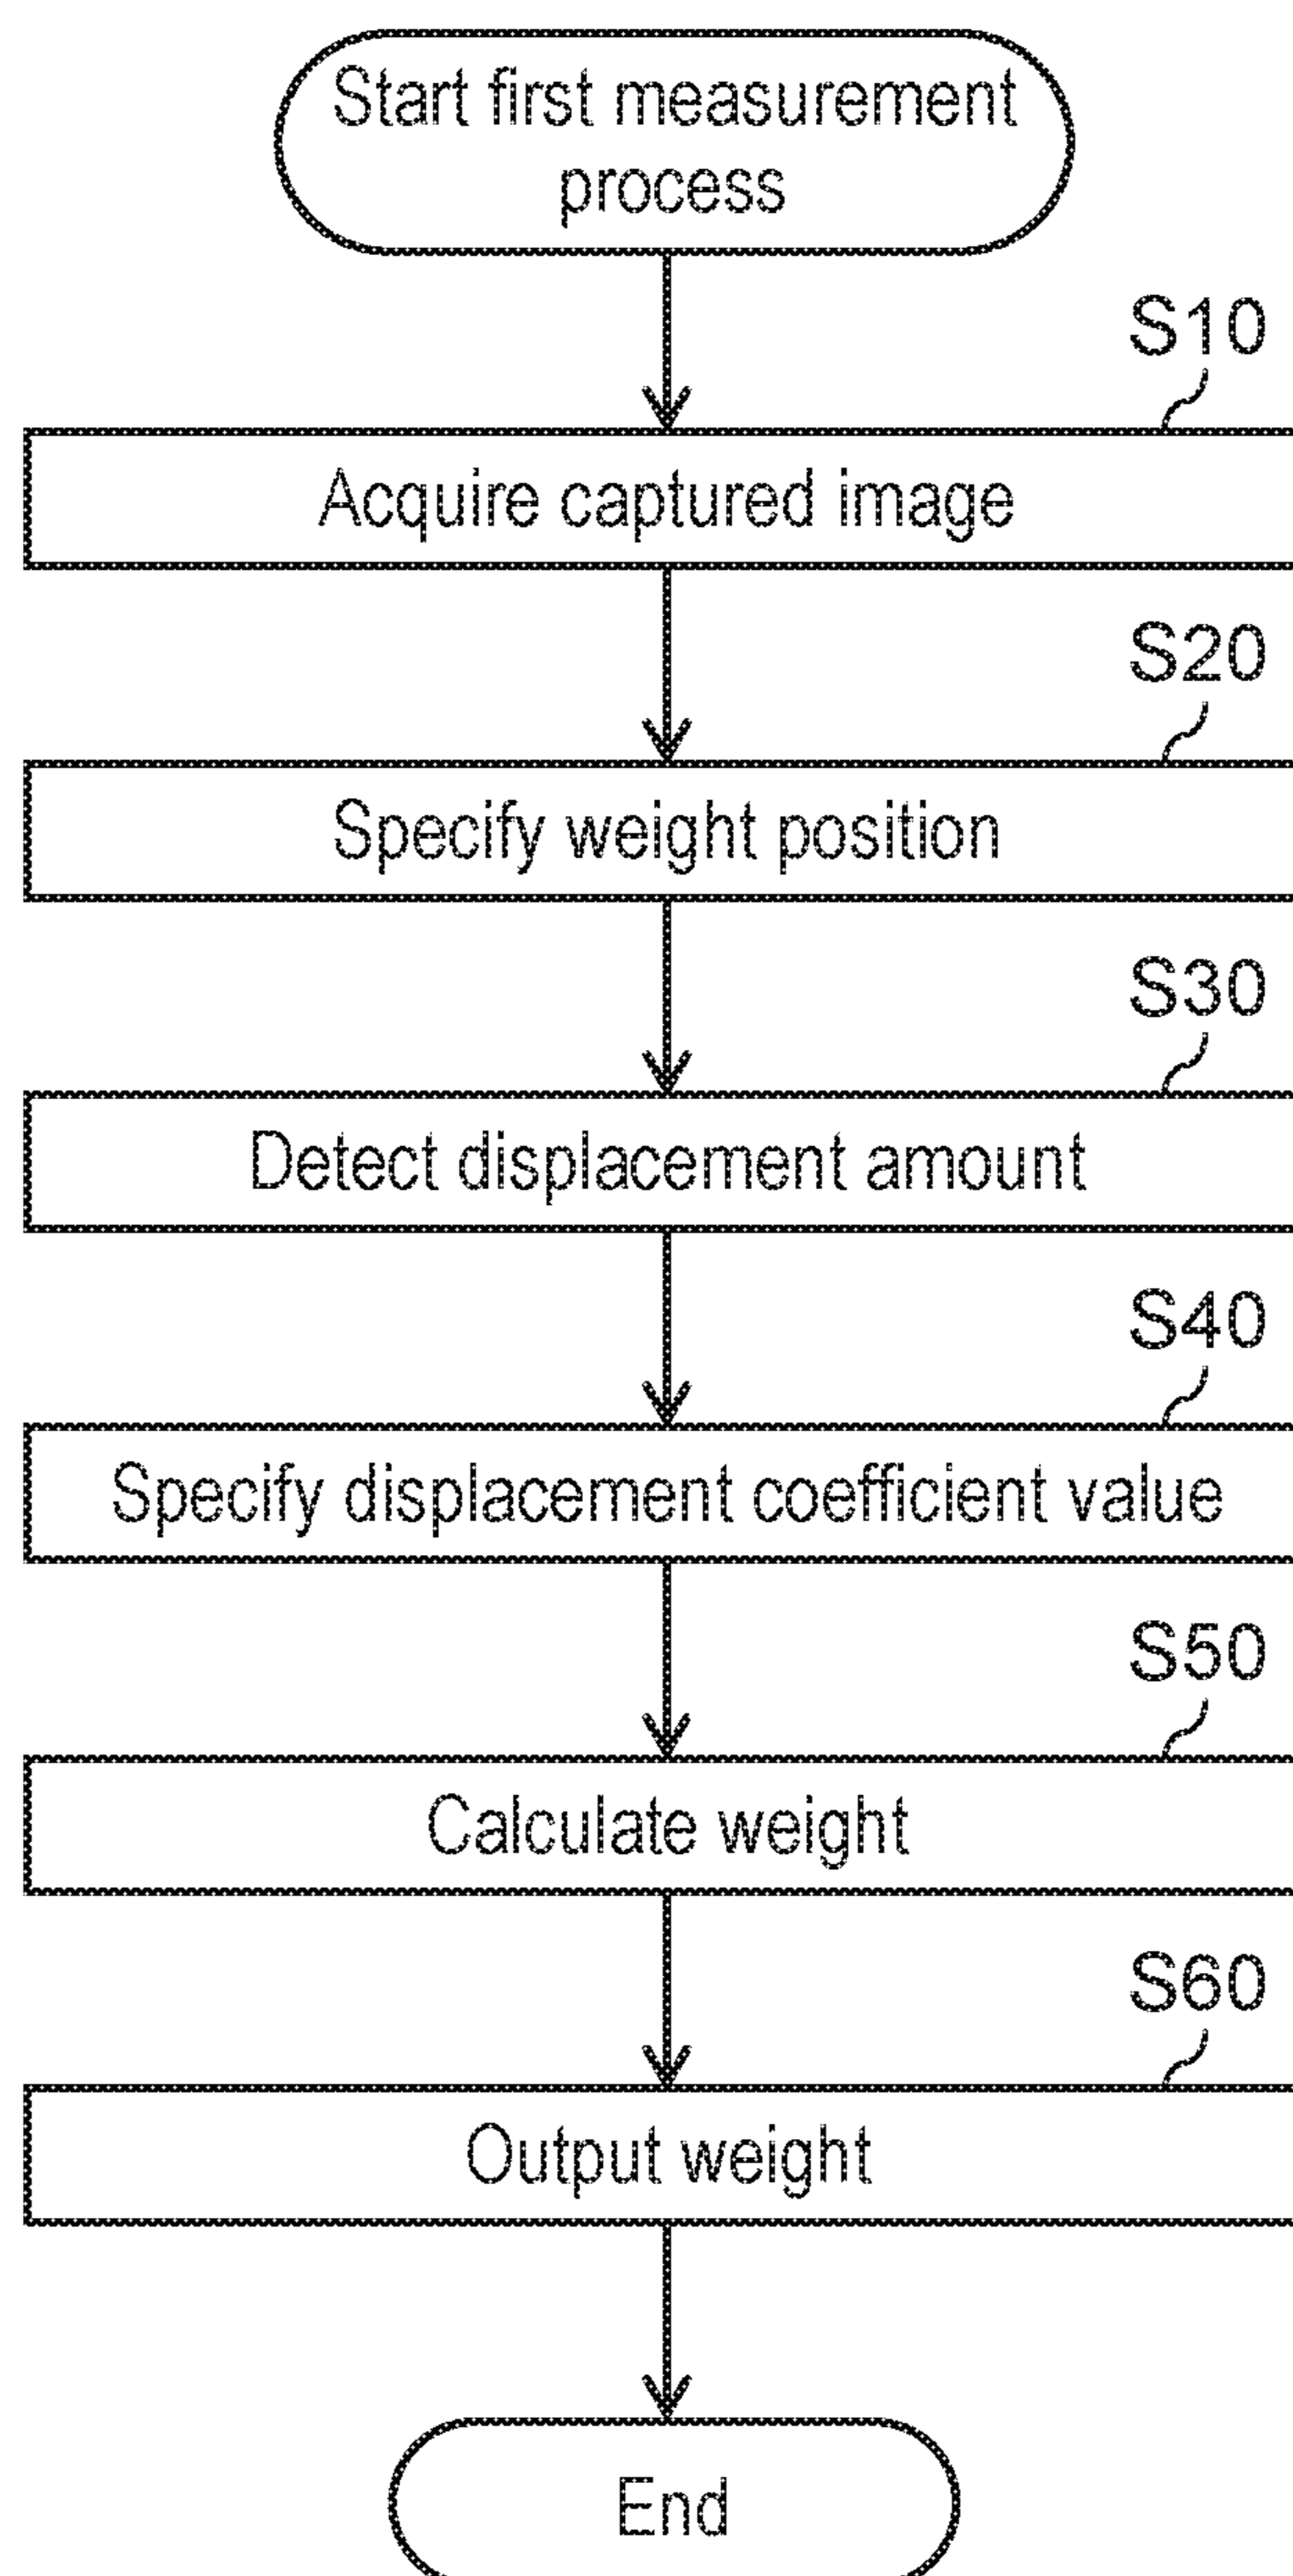 Start first measurement
process
S10
Acquire captured image
S20
Specify weight position
S30
Detect displacement amount
S40
Specify displacement coefficient value
S50
Calculate weight
S60
Output weight
End